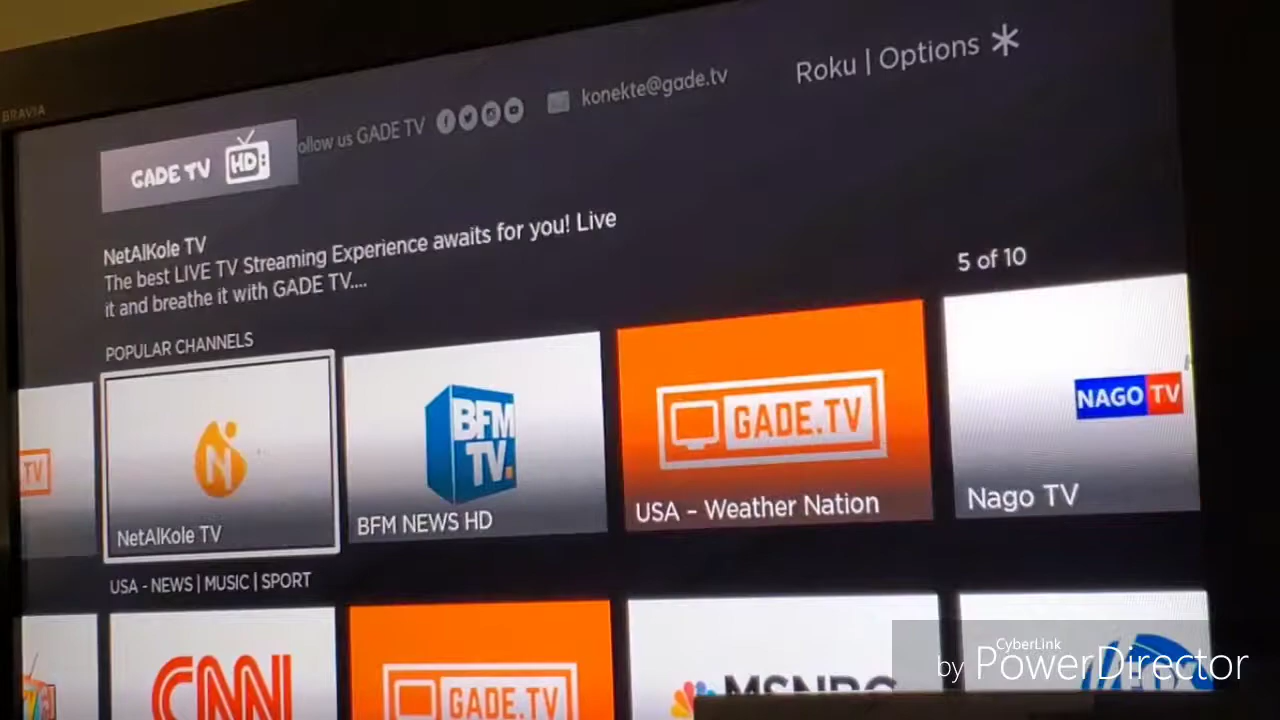 BRAVIA
Roku | Options
ollow us GADE TV
konekte@gade.tv
GADE TV HD
NetAlKole TV
The best LIVE TV Streaming Experience awaits for you! Live
it and breathe it with GADE TV....
5 of 10
POPULAR CHANNELS
TV
N
NetAlKole TV
BFM
TV.
BFM NEWS HD
GADE.TV
USA - Weather Nation
NAGO TV
Nago TV
USA - NEWS | MUSIC | SPORT
CNN
GADE.TV
MSNBC
CyberLink
by PowerDirector